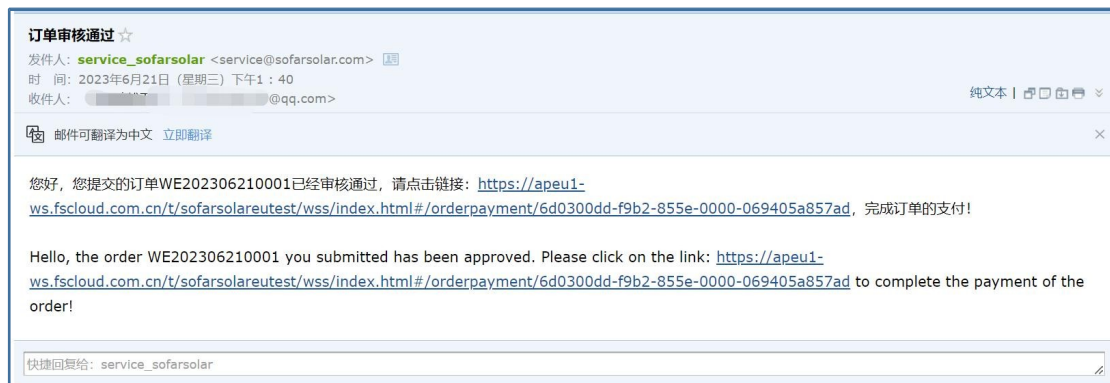 订单审核通过
发件人：service_sofarsolar <service@sofarsolar.com>
时 间：2023年6月21日（星期三）下午1：40
收件人： @qq.com>
纯文本 |
邮件可翻译为中文 立即翻译
您好，您提交的订单WE202306210001已经审核通过，请点击链接：https://apeu1-
ws.fscloud.com.cn/t/sofarsolareutest/wss/index.html#/orderpayment/6d0300dd-f9b2-855e-0000-069405a857ad，完成订单的支付！
Hello, the order WE202306210001 you submitted has been approved. Please click on the link: https://apeu1-
ws.fscloud.com.cn/t/sofarsolareutest/wss/index.html#/orderpayment/6d0300dd-f9b2-855e-0000-069405a857ad to complete the payment of the
order!
快捷回复给：service_sofarsolar